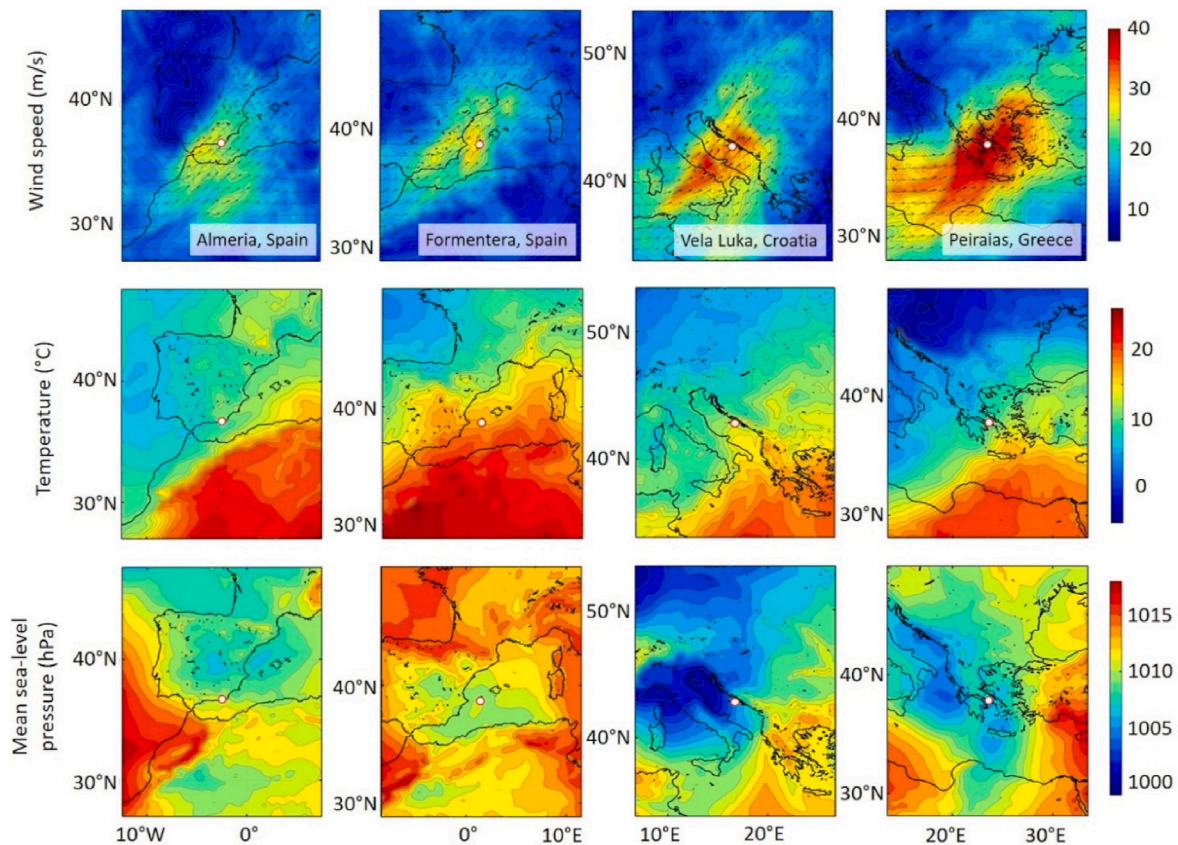 Wind speed (m/s)
40°N
30°N
Almeria, Spain
40°N
30°N
Formentera, Spain
50°N
40°N
Vela Luka, Croatia
40°N
30°N
Peiraias, Greece
40
30
20
10
Temperature (°C)
40°N
30°N
40°N
30°N
50°N
40°N
40°N
30°N
20
10
0
Mean sea-level
pressure (hPa)
40°N
30°N
10°W
0°
40°N
30°N
0°
10°E
50°N
40°N
10°E
20°E
40°N
30°N
20°E
30°E
1015
1010
1005
1000